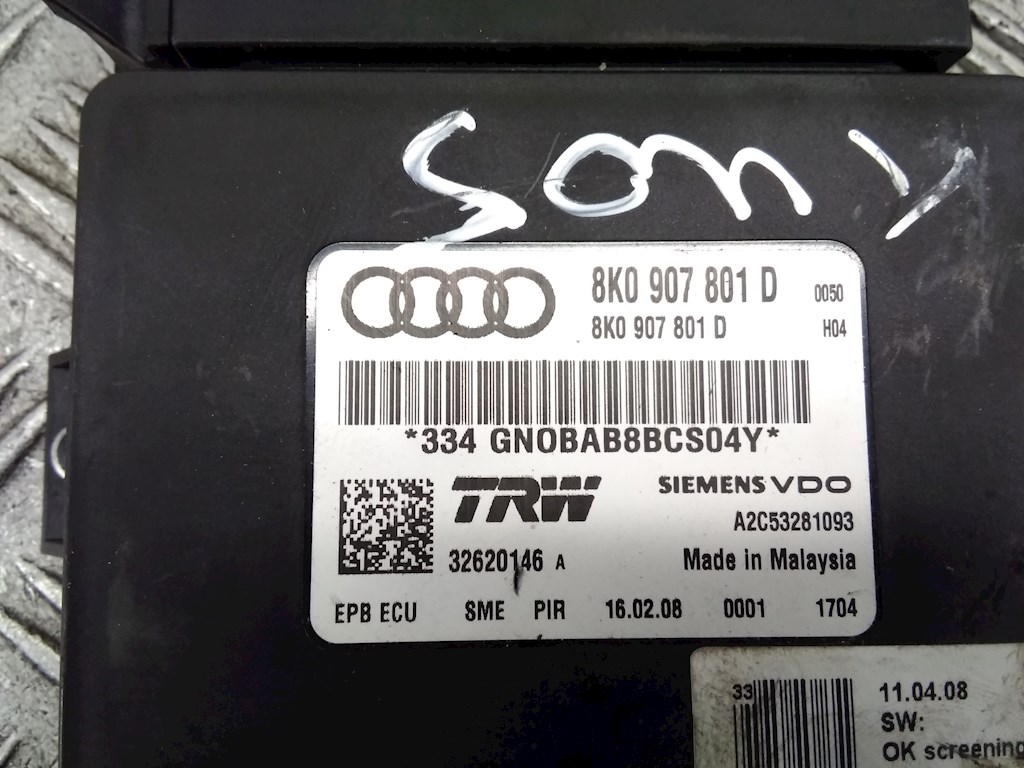 8K0 907 801 D 0050
8K0 907 801 D H04
*334 GNOBAB8BCS04Y*
TRW SIEMENS VDO
A2C53281093
32620146 A Made in Malaysia
EPB ECU SME PIR 16.02.08 0001 1704
33 11.04.08
SW:
OK screening